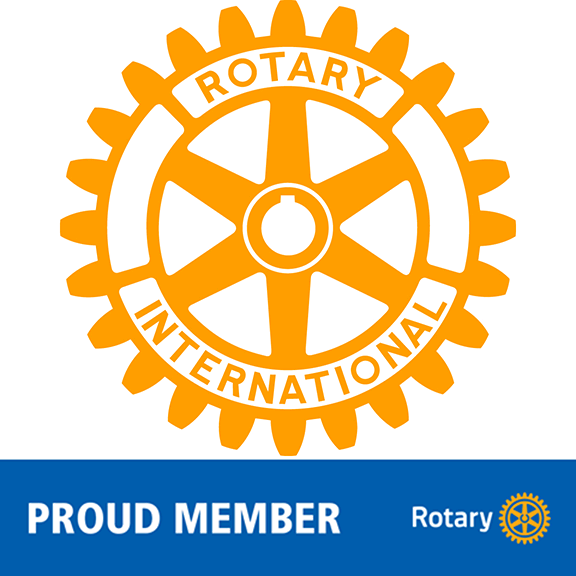 ROTARY
INTERNATIONAL
PROUD MEMBER
Rotary